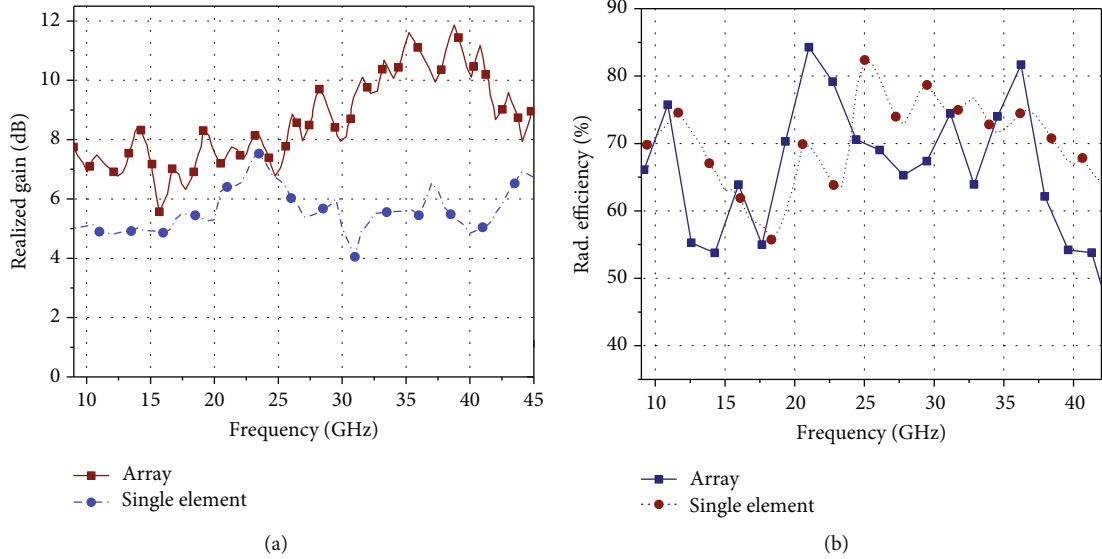 12
10
8
6
4
2
0
Realized gain (dB)
10 15 20 25 30 35 40 45
Frequency (GHz)
Array
Single element
(a)
90
80
70
60
50
40
Rad. efficiency (%)
10 15 20 25 30 35 40
Frequency (GHz)
Array
Single element
(b)